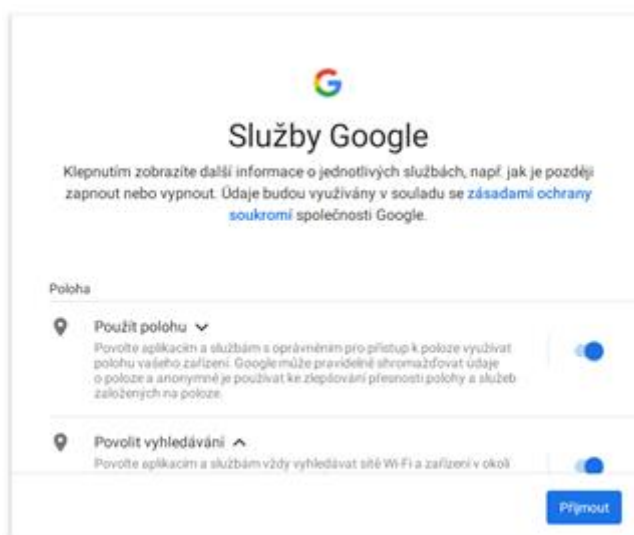 Služby Google
Klepnutím zobrazíte další informace o jednotlivých službách, např. jak je později
zapnout nebo vypnout. Údaje budou využívány v souladu se zásadami ochrany
soukromí společnosti Google.
Poloha
Použít polohu
Povolte aplikacím a službám s oprávněním pro přístup k poloze využívat
polohu vašeho zařízení. Google může pravidelně shromažďovat údaje
o poloze a anonymně je používat ke zlepšování přesnosti polohy a služeb
založených na poloze.
Povolit vyhledávání
Povolte aplikacím a službám vždy vyhledávat sítě Wi-Fi a zařízení v okolí
Přijmout